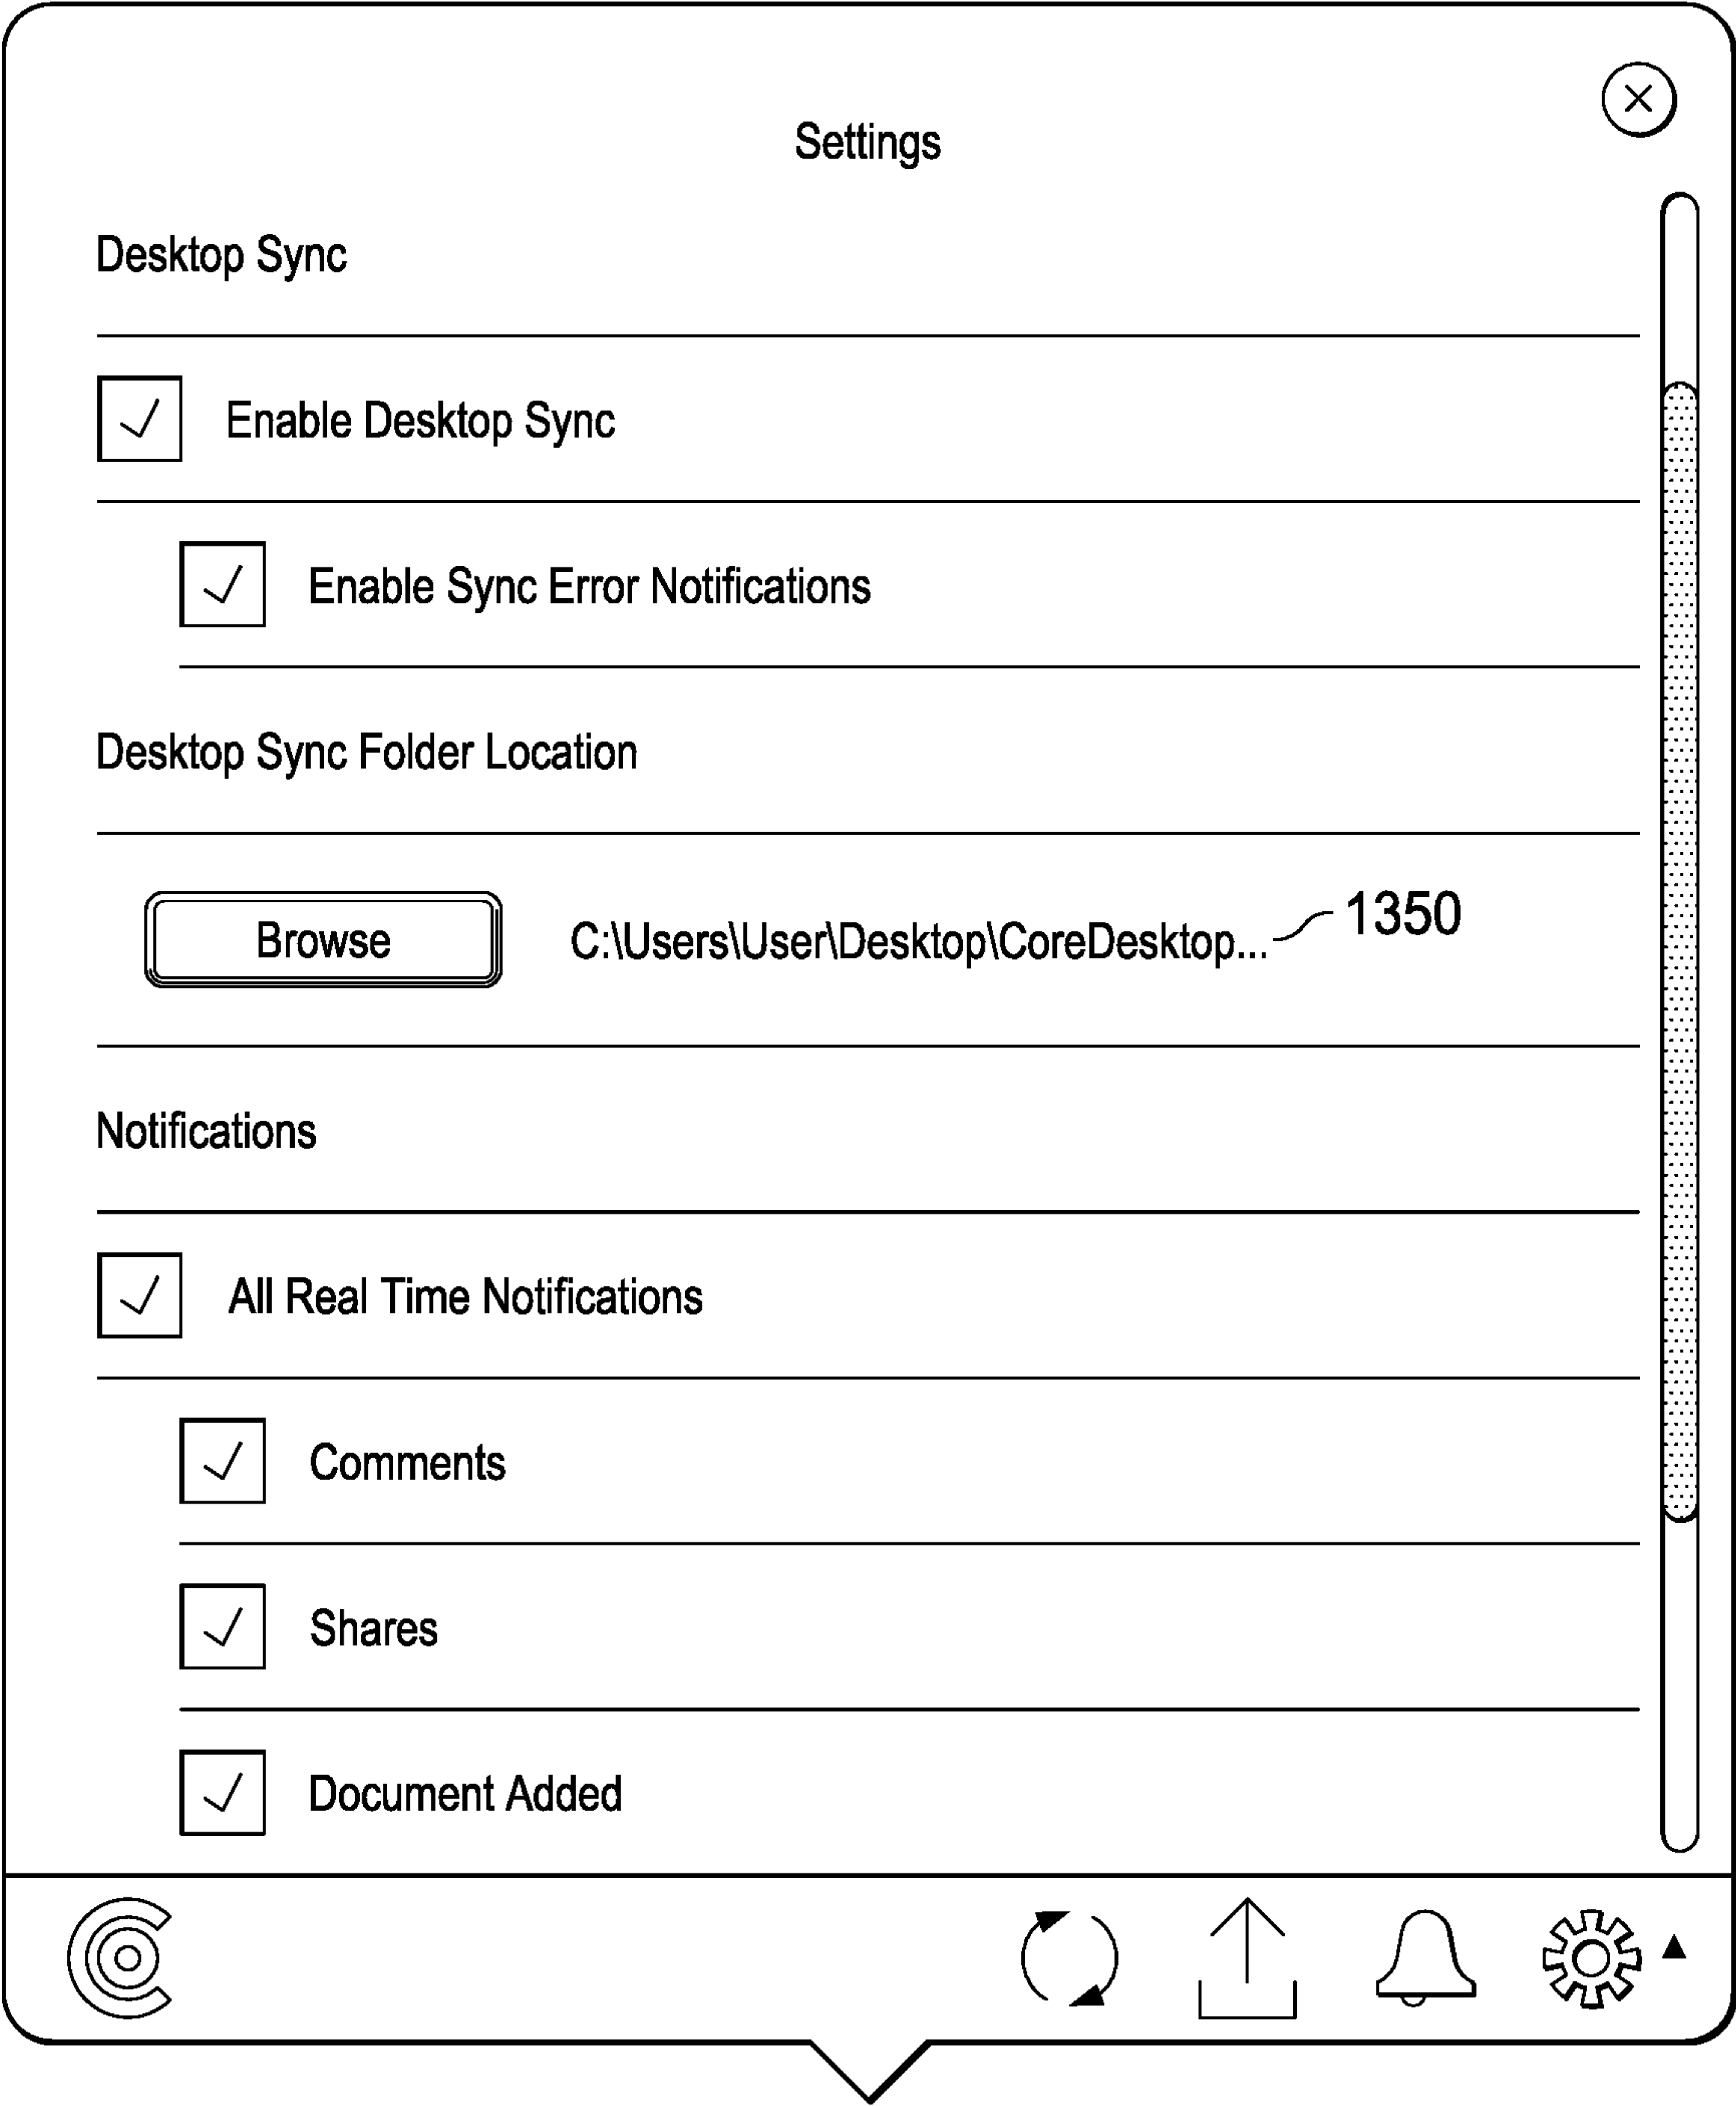 Settings
Desktop Sync
Enable Desktop Sync
Enable Sync Error Notifications
Desktop Sync Folder Location
Browse C:\Users\User\Desktop\CoreDesktop... 1350
Notifications
All Real Time Notifications
Comments
Shares
Document Added